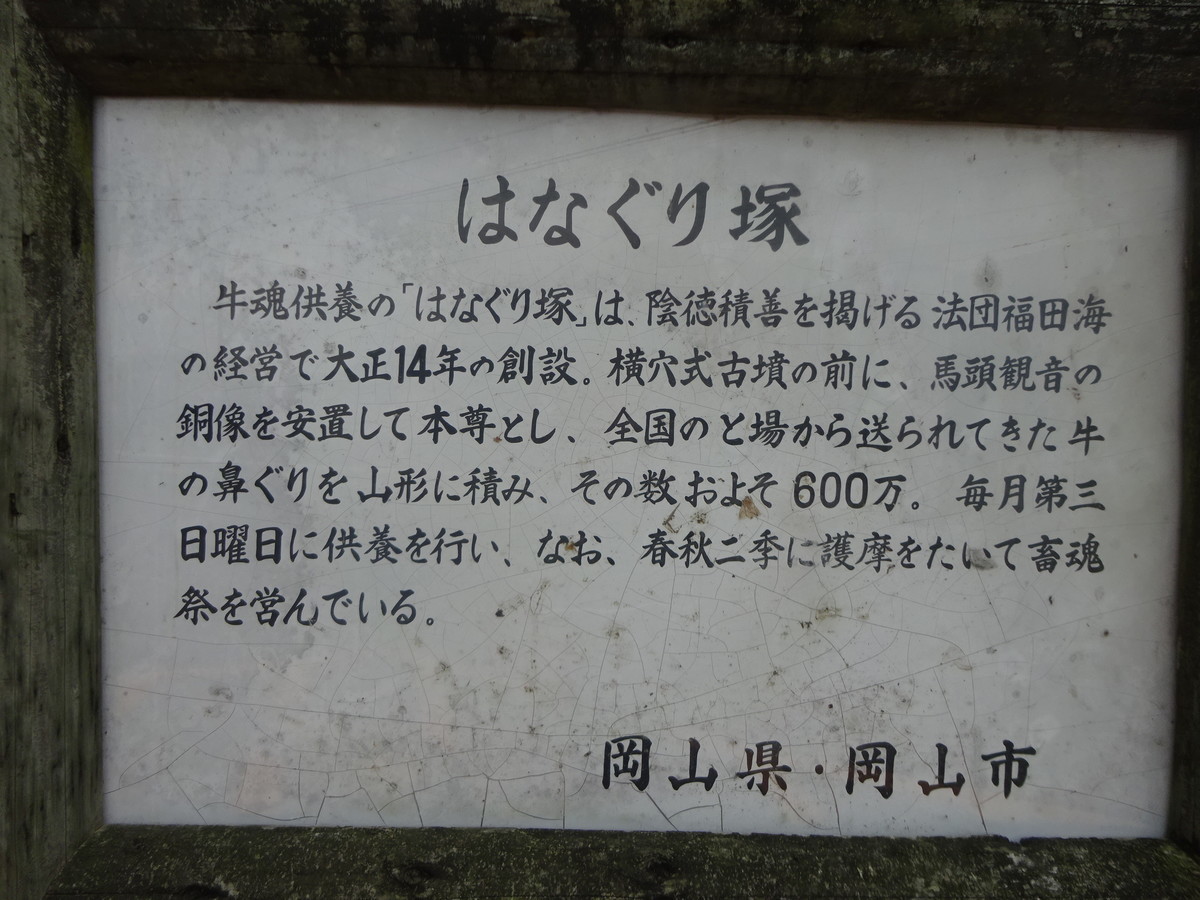 はなぐり塚
牛魂供養の「はなぐり塚」は、陰徳積善を掲げる法団福田海
の経営で大正14年の創設。横穴式古墳の前に、馬頭観音の
銅像を安置して本尊とし、全国のと場から送られてきた牛
の鼻ぐりを山形に積み、その数およそ600万。毎月第三
日曜日に供養を行い、なお、春秋二季に護摩をたいて畜魂
祭を営んでいる。
岡山県・岡山市